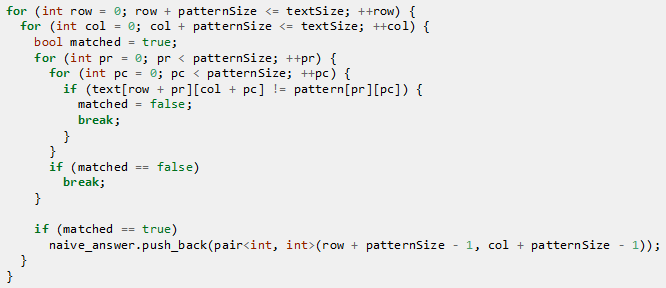 for (int row = 0; row + patternSize <= textSize; ++row) {
  for (int col = 0; col + patternSize <= textSize; ++col) {
    bool matched = true;
    for (int pr = 0; pr < patternSize; ++pr) {
      for (int pc = 0; pc < patternSize; ++pc) {
        if (text[row + pr][col + pc] != pattern[pr][pc]) {
          matched = false;
          break;
        }
      }
      if (matched == false)
        break;
    }

    if (matched == true)
      naive_answer.push_back(pair<int, int>(row + patternSize - 1, col + patternSize - 1));
  }
}